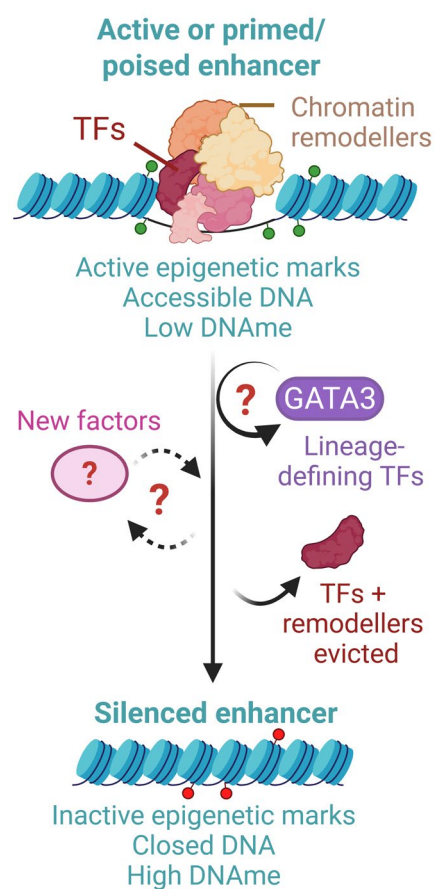 Active or primed/
poised enhancer
TFs
Chromatin
remodellers
Active epigenetic marks
Accessible DNA
Low DNAme
?
GATA3
New factors
?
?
Lineage-
defining TFs
TFs +
remodellers
evicted
Silenced enhancer
Inactive epigenetic marks
Closed DNA
High DNAme